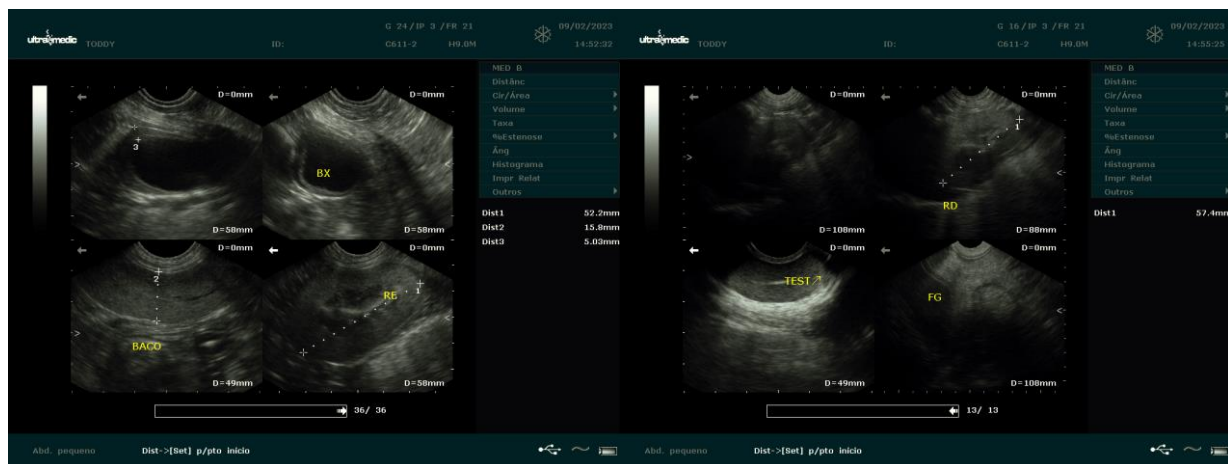 G 24/IP 3 /FR 21
09/02/2023
ultramedic TODDY ID: C611-2 H9.0M 14:52:32
MED B
Distânc
Cir/Área
Volume
Taxa
%Estenose
Âng
Histograma
Impr Relat
Outros
Dist1 52.2mm
Dist2 15.8mm
Dist3 5.03mm
D=0mm
3
D=58mm
D=0mm
BX
D=58mm
D=0mm
2
BACO
D=49mm
D=0mm
RE
1
D=58mm
36/ 36
Abd. pequeno Dist->[Set] p/pto início
G 16/IP 3 /FR 21
09/02/2023
ultramedic TODDY ID: C611-2 H9.0M 14:55:25
MED B
Distânc
Cir/Área
Volume
Taxa
%Estenose
Âng
Histograma
Impr Relat
Outros
Dist1 57.4mm
D=0mm
D=108mm
D=0mm
1
RD
D=88mm
D=0mm
TEST
D=49mm
D=0mm
FG
D=108mm
13/ 13
Abd. pequeno Dist->[Set] p/pto início